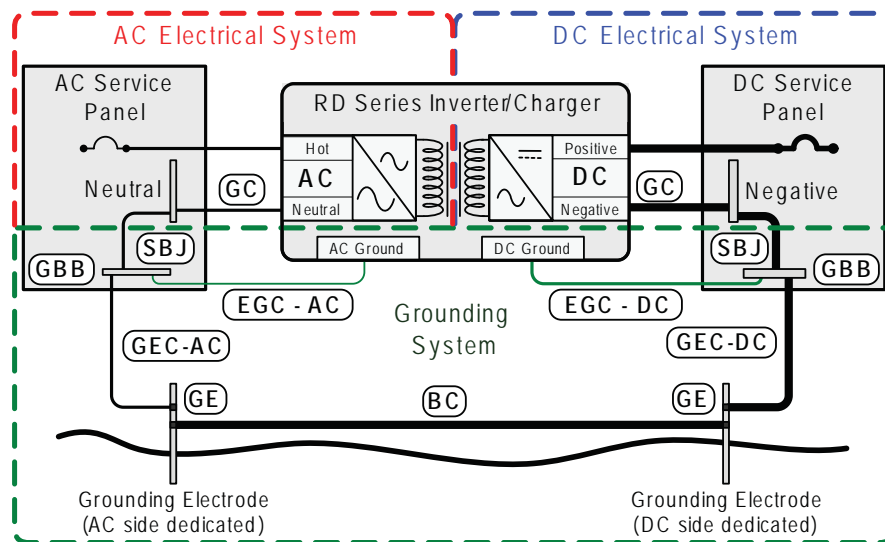 AC Electrical System
DC Electrical System
AC Service
Panel
RD Series Inverter/Charger
DC Service
Panel
Hot
AC
Neutral
Positive
DC
Negative
Neutral
GC
GC
Negative
SBJ
AC Ground
DC Ground
SBJ
GBB
GBB
EGC - AC
EGC - DC
Grounding
System
GEC-AC
GEC-DC
GE
BC
GE
Grounding Electrode
(AC side dedicated)
Grounding Electrode
(DC side dedicated)